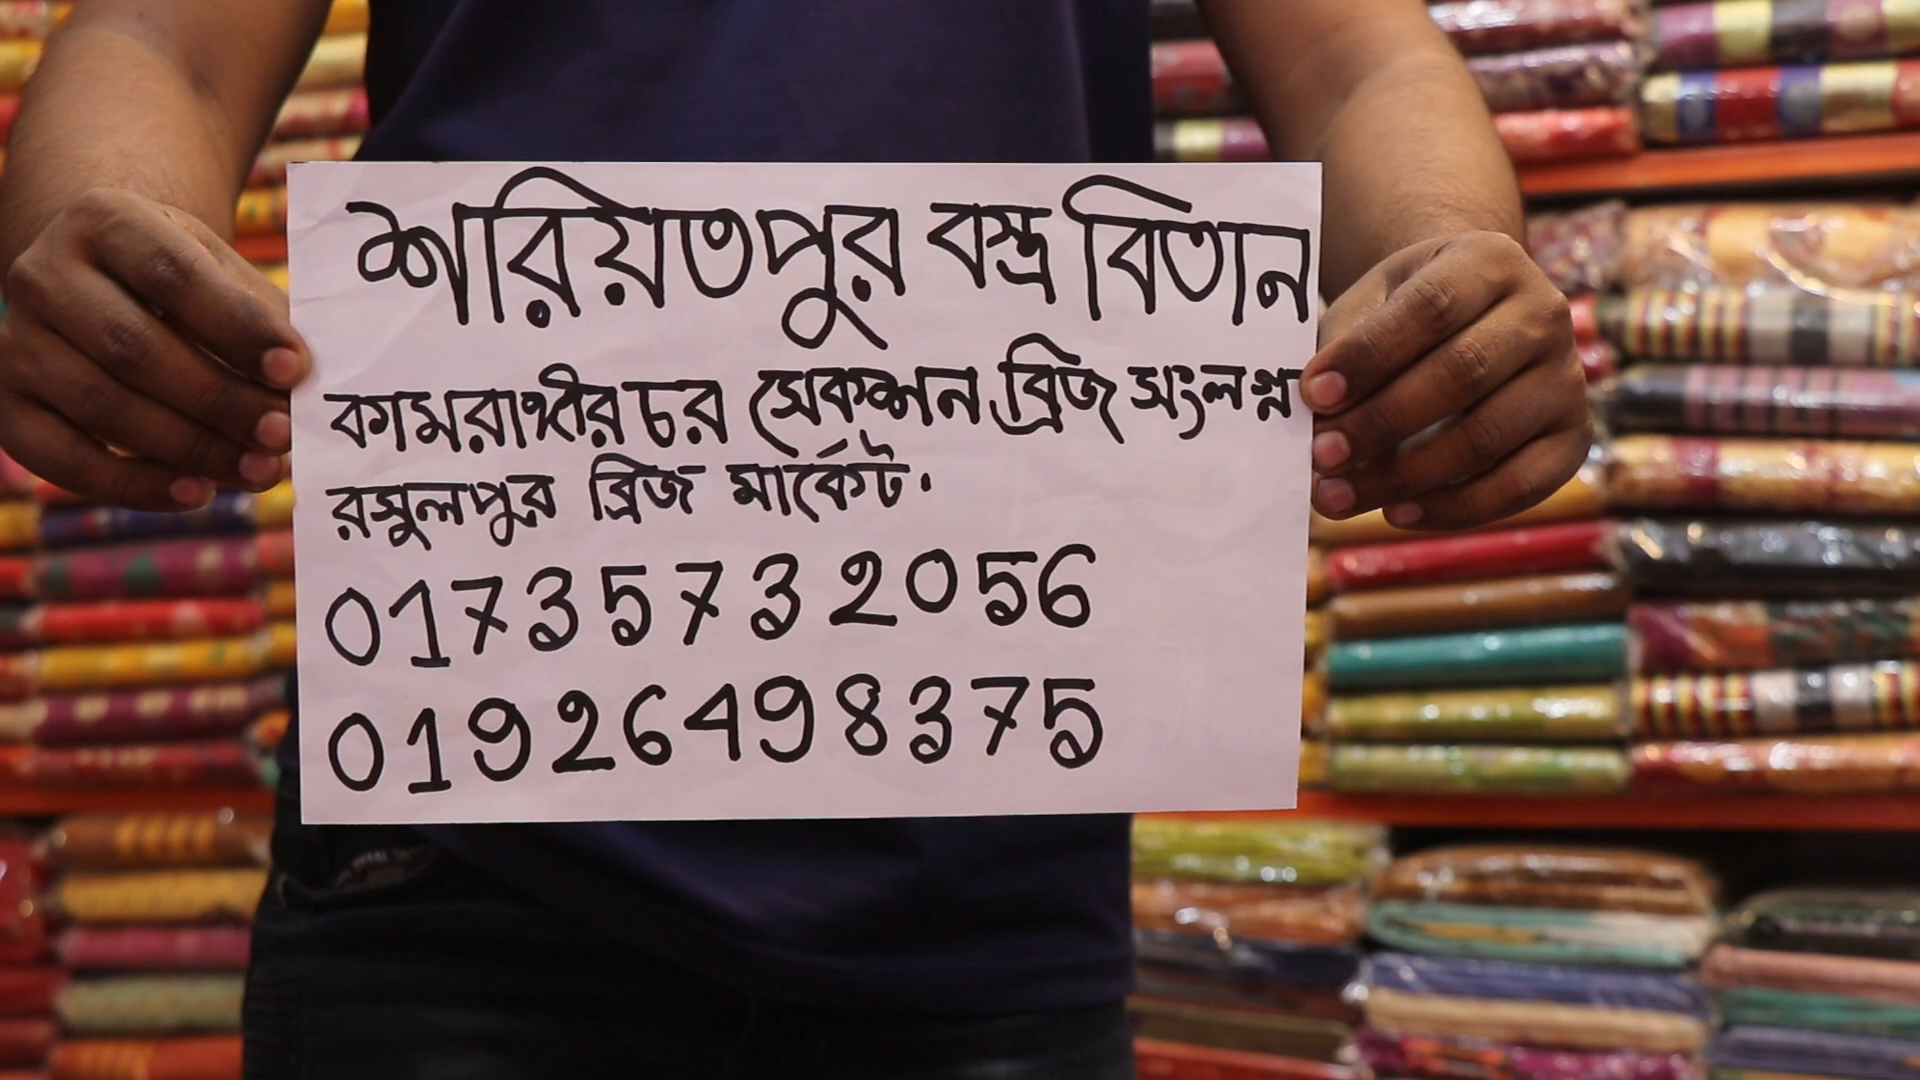 শরিয়তপুর বস্ত্র বিতান
কামরাঙ্গীর চর সেকশন ব্রিজ সংলগ্ন
রসুলপুর ব্রিজ মার্কেট.
01735732056
01926498375